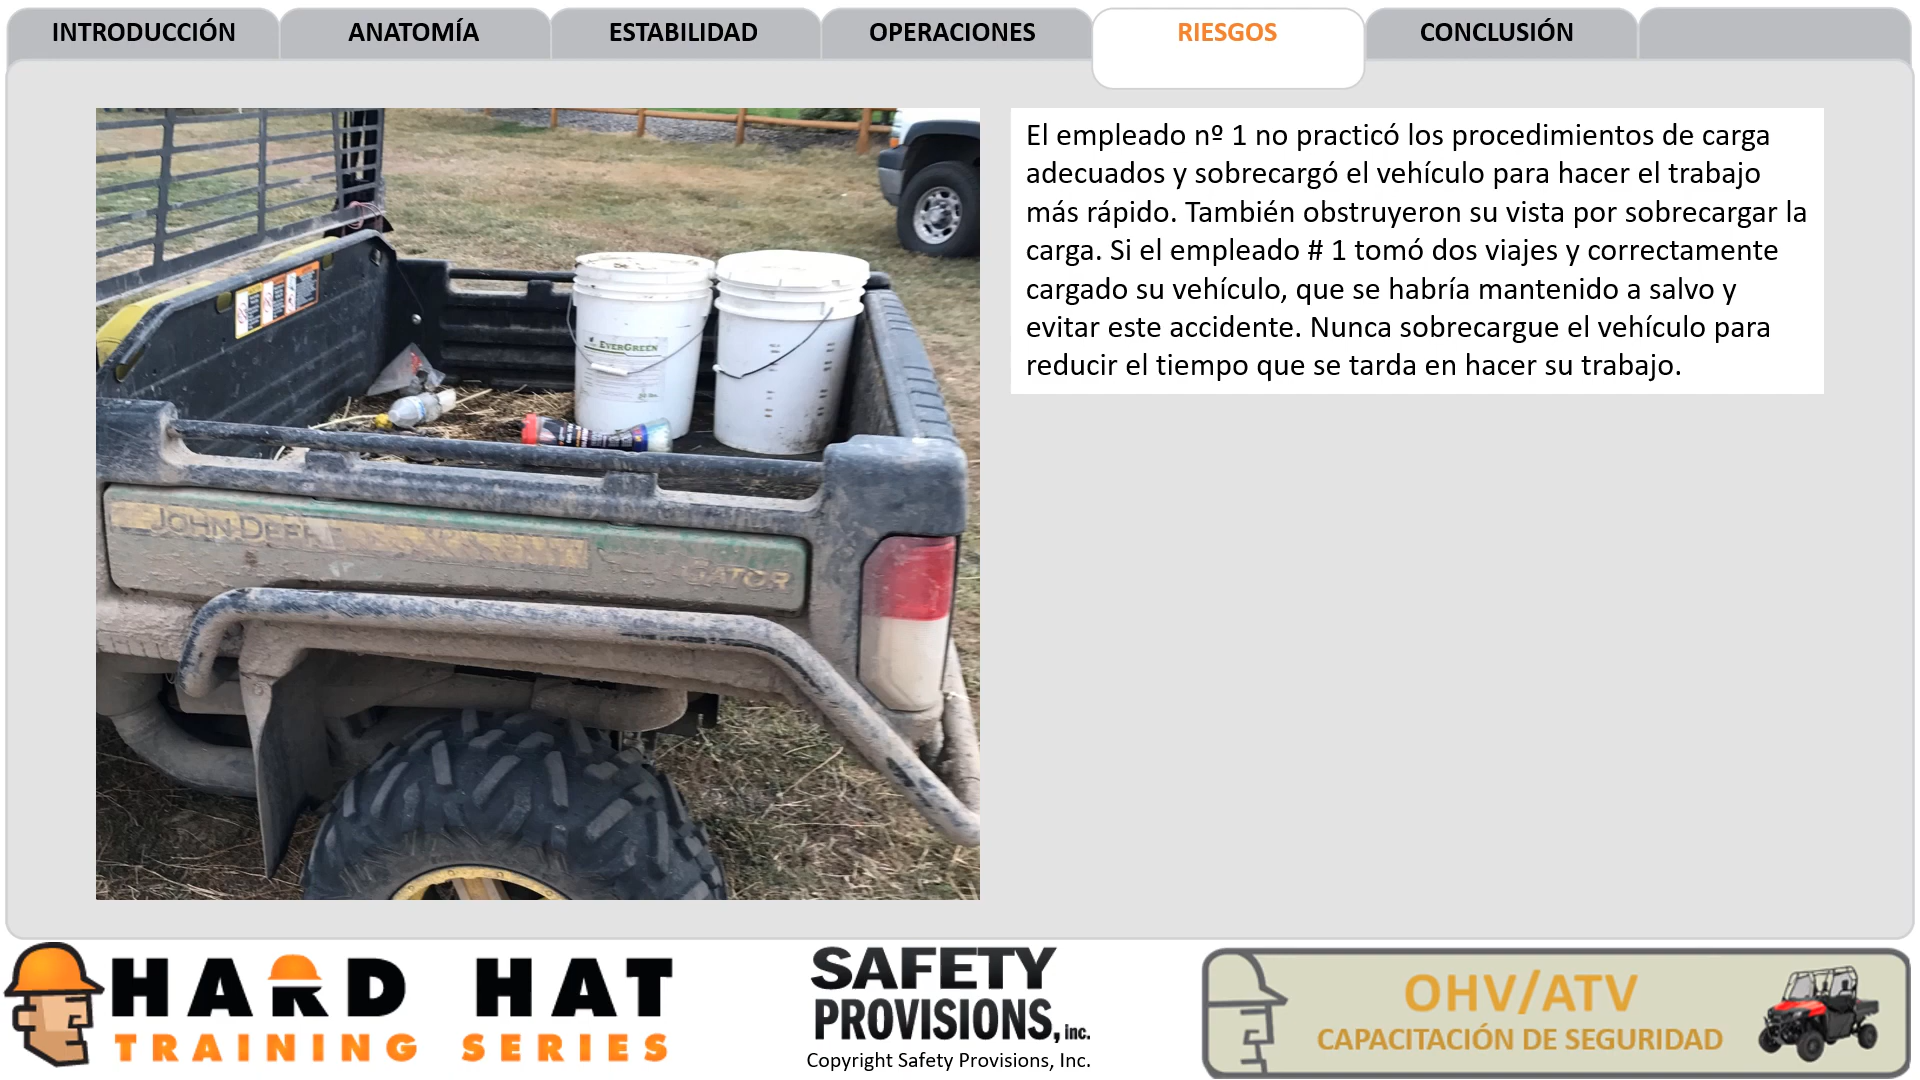 INTRODUCCIÓN
ANATOMÍA
ESTABILIDAD
OPERACIONES
RIESGOS
CONCLUSIÓN
El empleado nº 1 no practicó los procedimientos de carga
adecuados y sobrecargó el vehículo para hacer el trabajo
más rápido. También obstruyeron su vista por sobrecargar la
carga. Si el empleado # 1 tomó dos viajes y correctamente
cargado su vehículo, que se habría mantenido a salvo y
evitar este accidente. Nunca sobrecargue el vehículo para
reducir el tiempo que se tarda en hacer su trabajo.
EVERGREEN
JOHN DEERE
GATOR
HARD HAT
TRAINING SERIES
SAFETY
PROVISIONS, inc.
Copyright Safety Provisions, Inc.
OHV/ATV
CAPACITACIÓN DE SEGURIDAD